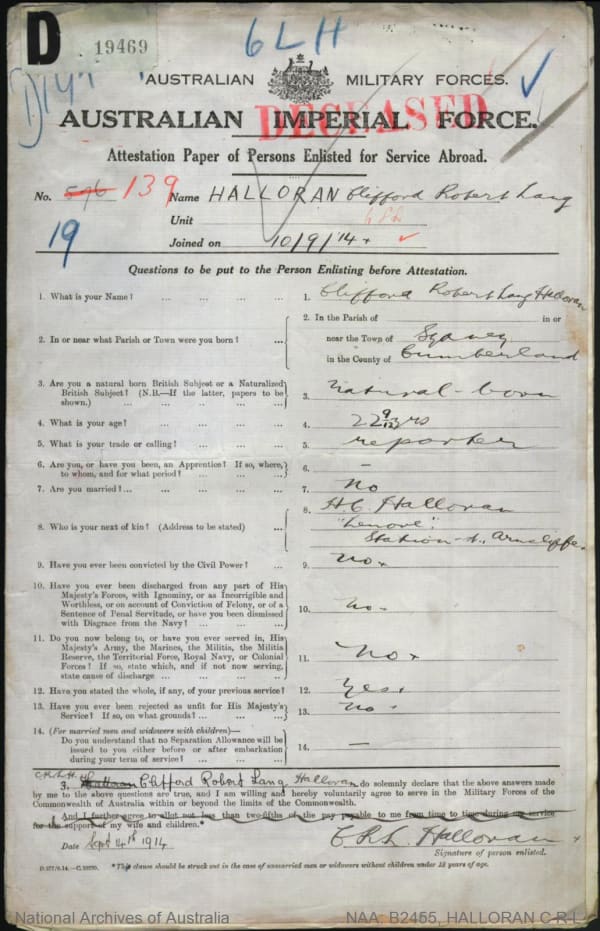 D
19469
6 L H
AUSTRALIAN MILITARY FORCES.
DECEASED
AUSTRALIAN IMPERIAL FORCE.
Attestation Paper of Persons Enlisted for Service Abroad.
No. 596 139 Name HALLORAN Clifford Robert Lang
Unit 6 L H
19 Joined on 10/9/14
Questions to be put to the Person Enlisting before Attestation.
1. What is your Name? ... ... ... ... 1. Clifford Robert Lang Halloran
2. In or near what Parish or Town were you born? ... 2. In the Parish of in or
near the Town of Sydney
in the County of Cumberland
3. Are you a natural born British Subject or a Naturalized
British Subject? (N.B.—If the latter, papers to be
shown.) ... ... ... ... 3. natural-born
4. What is your age? ... ... ... ... 4. 22 9/12 yrs
5. What is your trade or calling? ... ... ... 5. reporter
6. Are you, or have you been, an Apprentice? If so, where,
to whom, and for what period? ... ... ... 6. –
7. Are you married? ... ... ... ... ... 7. No
8. Who is your next of kin? (Address to be stated) ... 8. H.C. Halloran
"Lenore".
Station st., Arncliffe.
9. Have you ever been convicted by the Civil Power? ... 9. No.
10. Have you ever been discharged from any part of His
Majesty's Forces, with Ignominy, or as Incorrigible and
Worthless, or on account of Conviction of Felony, or of a
Sentence of Penal Servitude, or have you been dismissed
with Disgrace from the Navy? ... ... ... 10. No.
11. Do you now belong to, or have you ever served in, His
Majesty's Army, the Marines, the Militia, the Militia
Reserve, the Territorial Force, Royal Navy, or Colonial
Forces? If so, state which, and if not now serving,
state cause of discharge ... ... ... ... 11. No.
12. Have you stated the whole, if any, of your previous service? 12. Yes.
13. Have you ever been rejected as unfit for His Majesty's
Service? If so, on what grounds? ... ... ... 13. No.
14. (For married men and widowers with children)—
Do you understand that no Separation Allowance will be
issued to you either before or after embarkation
during your term of service? ... ... ... 14. —
C.R.L.H.
3. Halloran Clifford Robert Lang Halloran do solemnly declare that the above answers made
by me to the above questions are true, and I am willing and hereby voluntarily agree to serve in the Military Forces of the
Commonwealth of Australia within or beyond the limits of the Commonwealth.
And I further agree to allot not less than two-fifths of the pay payable to me from time to time during my service
for the support of my wife and children.*
Date Sept 14th 1914 C R L Halloran
Signature of person enlisted.
*This clause should be struck out in the case of unmarried men or widowers without children under 18 years of age.
National Archives of Australia NAA: B2455, HALLORAN C R L